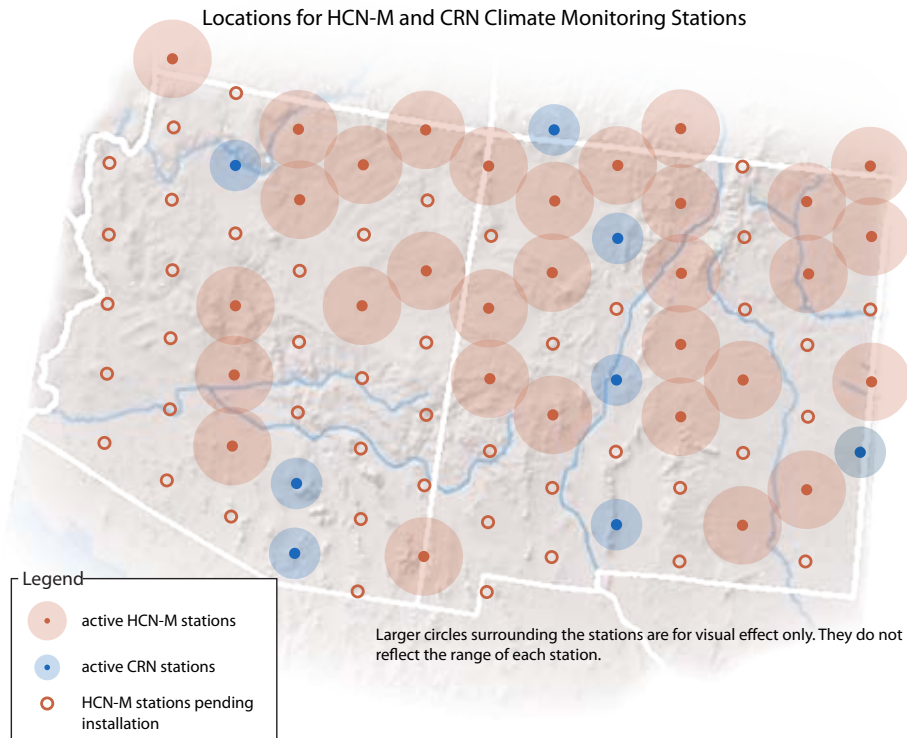 Locations for HCN-M and CRN Climate Monitoring Stations
Legend
active HCN-M stations
active CRN stations
HCN-M stations pending
installation
Larger circles surrounding the stations are for visual effect only. They do not
reflect the range of each station.